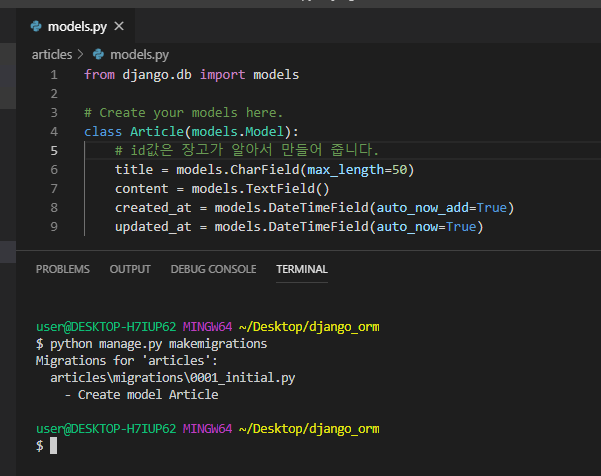 models.py ×
articles > models.py
1 from django.db import models
2
3 # Create your models here.
4 class Article(models.Model):
5 # id값은 장고가 알아서 만들어 줍니다.
6 title = models.CharField(max_length=50)
7 content = models.TextField()
8 created_at = models.DateTimeField(auto_now_add=True)
9 updated_at = models.DateTimeField(auto_now=True)
PROBLEMS OUTPUT DEBUG CONSOLE TERMINAL
user@DESKTOP-H7IUP62 MINGW64 ~/Desktop/django_orm
$ python manage.py makemigrations
Migrations for 'articles':
articles\migrations\0001_initial.py
- Create model Article
user@DESKTOP-H7IUP62 MINGW64 ~/Desktop/django_orm
$